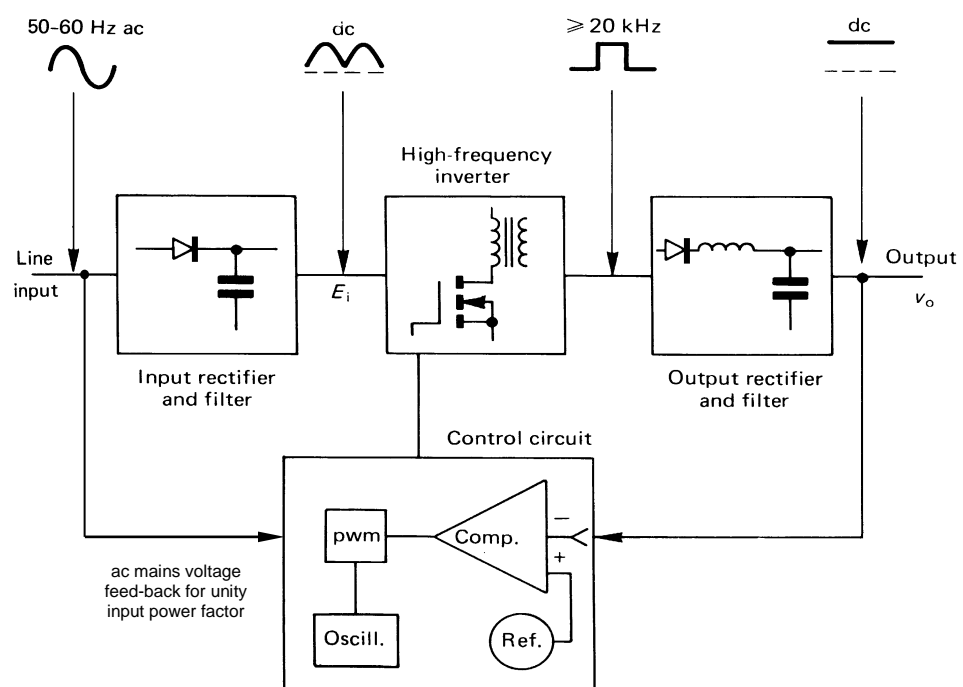 50-60 Hz ac
dc
⩾ 20 kHz
dc
High-frequency
inverter
Line
input
E_i
Output
v_o
Input rectifier
and filter
Output rectifier
and filter
Control circuit
pwm
Comp.
−
+
ac mains voltage
feed-back for unity
input power factor
Oscill.
Ref.